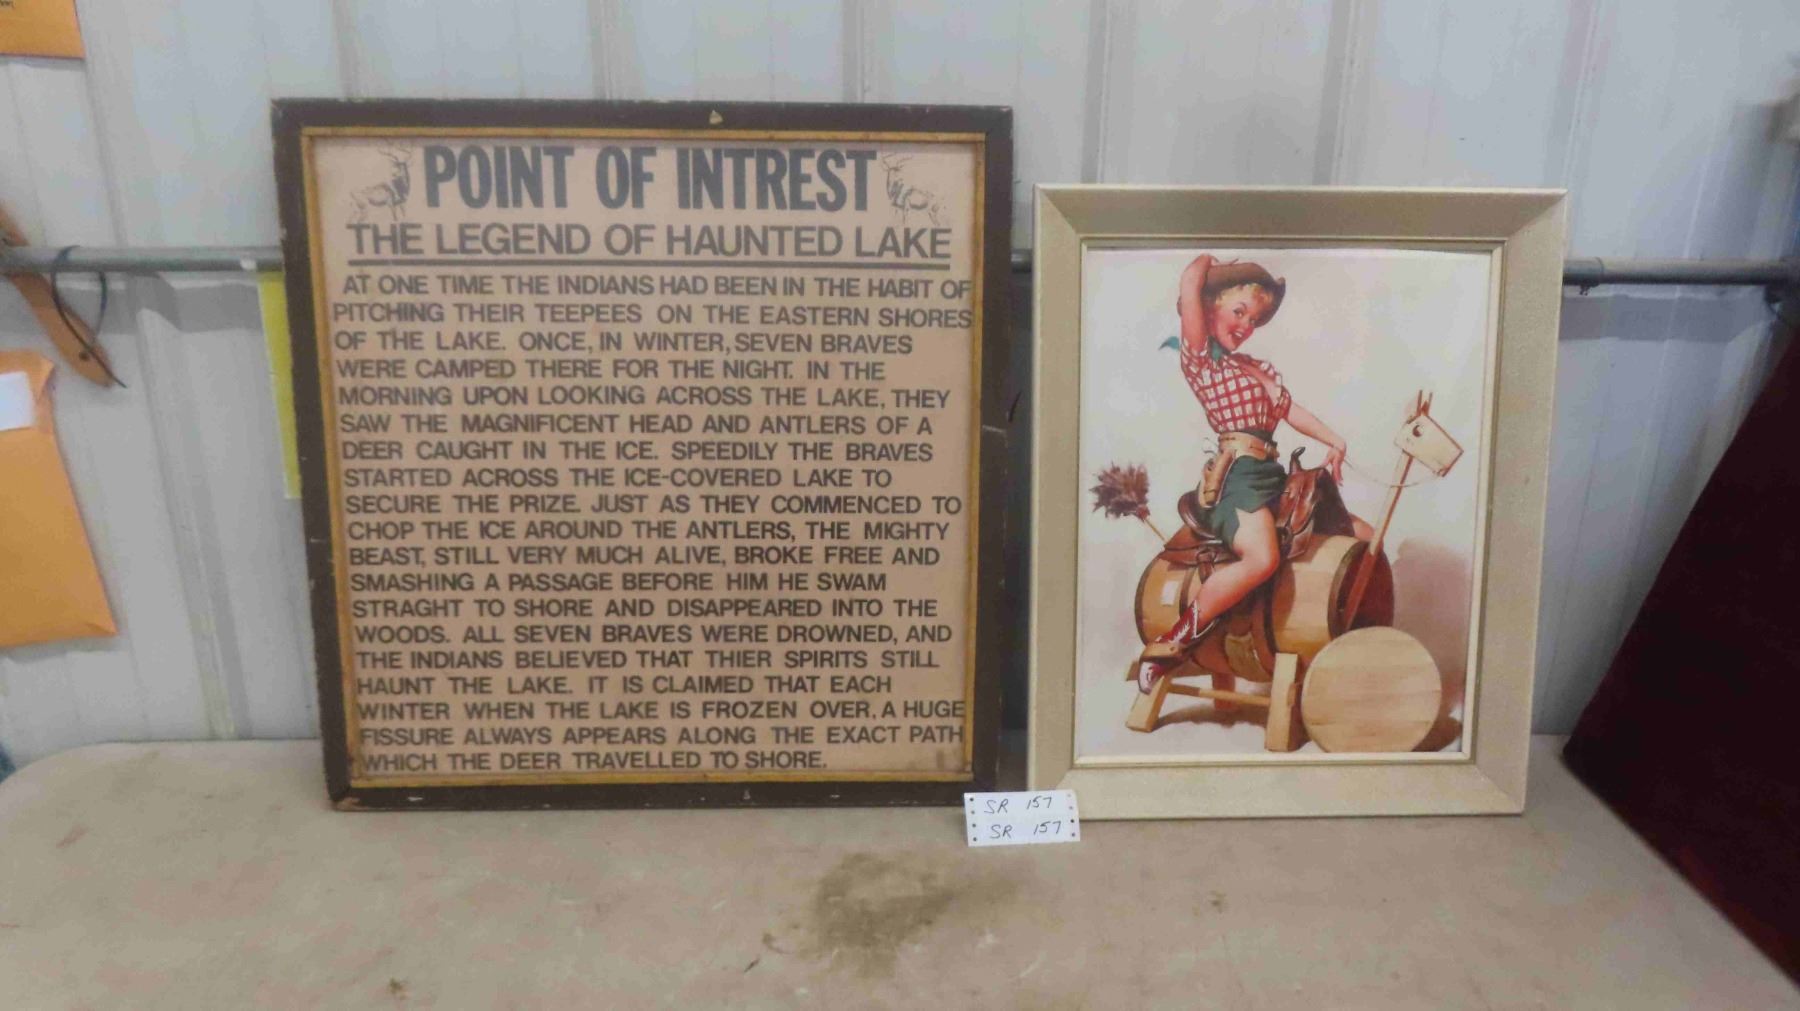 POINT OF INTREST
THE LEGEND OF HAUNTED LAKE
AT ONE TIME THE INDIANS HAD BEEN IN THE HABIT OF
PITCHING THEIR TEEPEES ON THE EASTERN SHORES
OF THE LAKE. ONCE, IN WINTER, SEVEN BRAVES
WERE CAMPED THERE FOR THE NIGHT. IN THE
MORNING UPON LOOKING ACROSS THE LAKE, THEY
SAW THE MAGNIFICENT HEAD AND ANTLERS OF A
DEER CAUGHT IN THE ICE. SPEEDILY THE BRAVES
STARTED ACROSS THE ICE-COVERED LAKE TO
SECURE THE PRIZE. JUST AS THEY COMMENCED TO
CHOP THE ICE AROUND THE ANTLERS, THE MIGHTY
BEAST, STILL VERY MUCH ALIVE, BROKE FREE AND
SMASHING A PASSAGE BEFORE HIM HE SWAM
STRAGHT TO SHORE AND DISAPPEARED INTO THE
WOODS. ALL SEVEN BRAVES WERE DROWNED, AND
THE INDIANS BELIEVED THAT THIER SPIRITS STILL
HAUNT THE LAKE. IT IS CLAIMED THAT EACH
WINTER WHEN THE LAKE IS FROZEN OVER, A HUGE
FISSURE ALWAYS APPEARS ALONG THE EXACT PATH
WHICH THE DEER TRAVELLED TO SHORE.
SR 157
SR 157